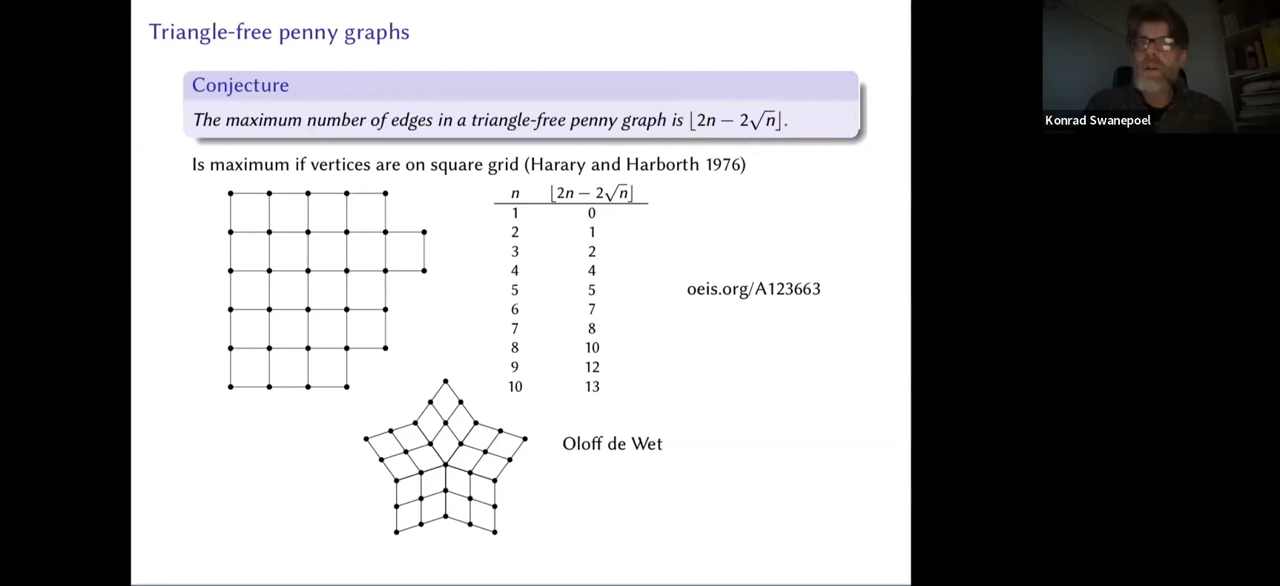 Triangle-free penny graphs
Konrad Swanepoel
Conjecture
The maximum number of edges in a triangle-free penny graph is ⌊2n − 2√n⌋.
Is maximum if vertices are on square grid (Harary and Harborth 1976)
n ⌊2n − 2√n⌋
1 0
2 1
3 2
4 4
5 5
6 7
7 8
8 10
9 12
10 13
oeis.org/A123663
Oloff de Wet